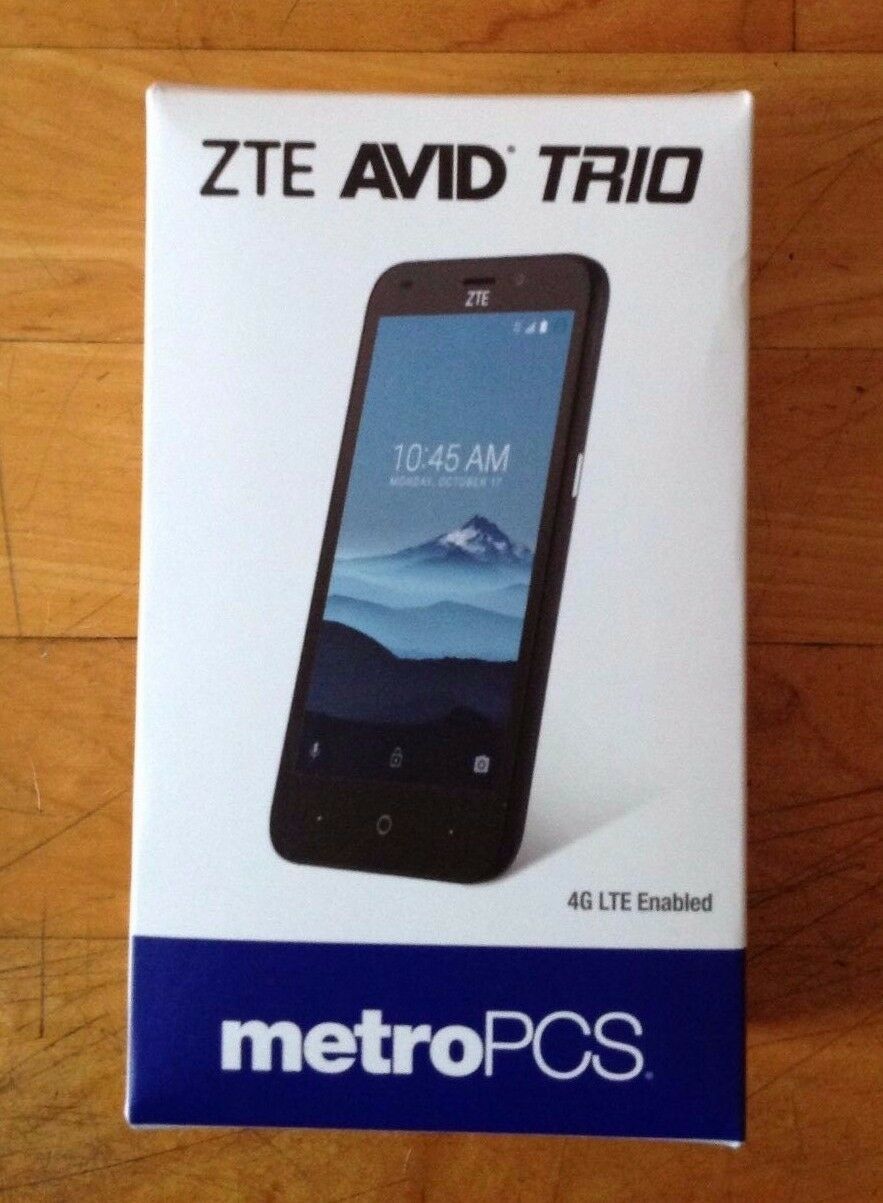 ZTE AVID® TRIO
ZTE
10:45 AM
MONDAY, OCTOBER 17
4G LTE Enabled
metroPCS.